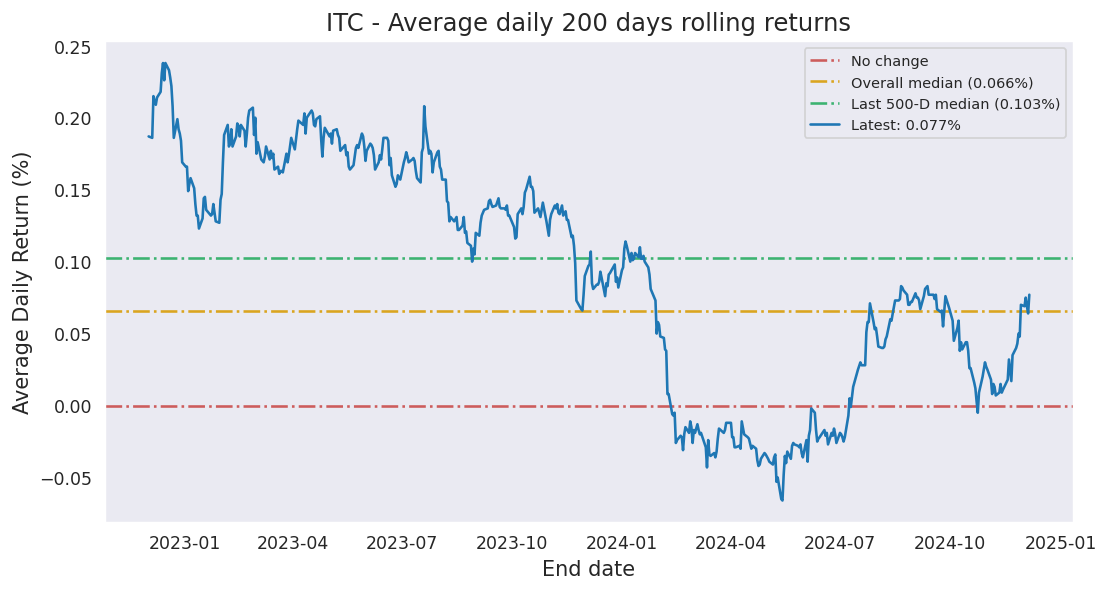 ITC - Average daily 200 days rolling returns
No change
Overall median (0.066%)
Last 500-D median (0.103%)
Latest: 0.077%
Average Daily Return (%)
0.25
0.20
0.15
0.10
0.05
0.00
−0.05
2023-01 2023-04 2023-07 2023-10 2024-01 2024-04 2024-07 2024-10 2025-01
End date